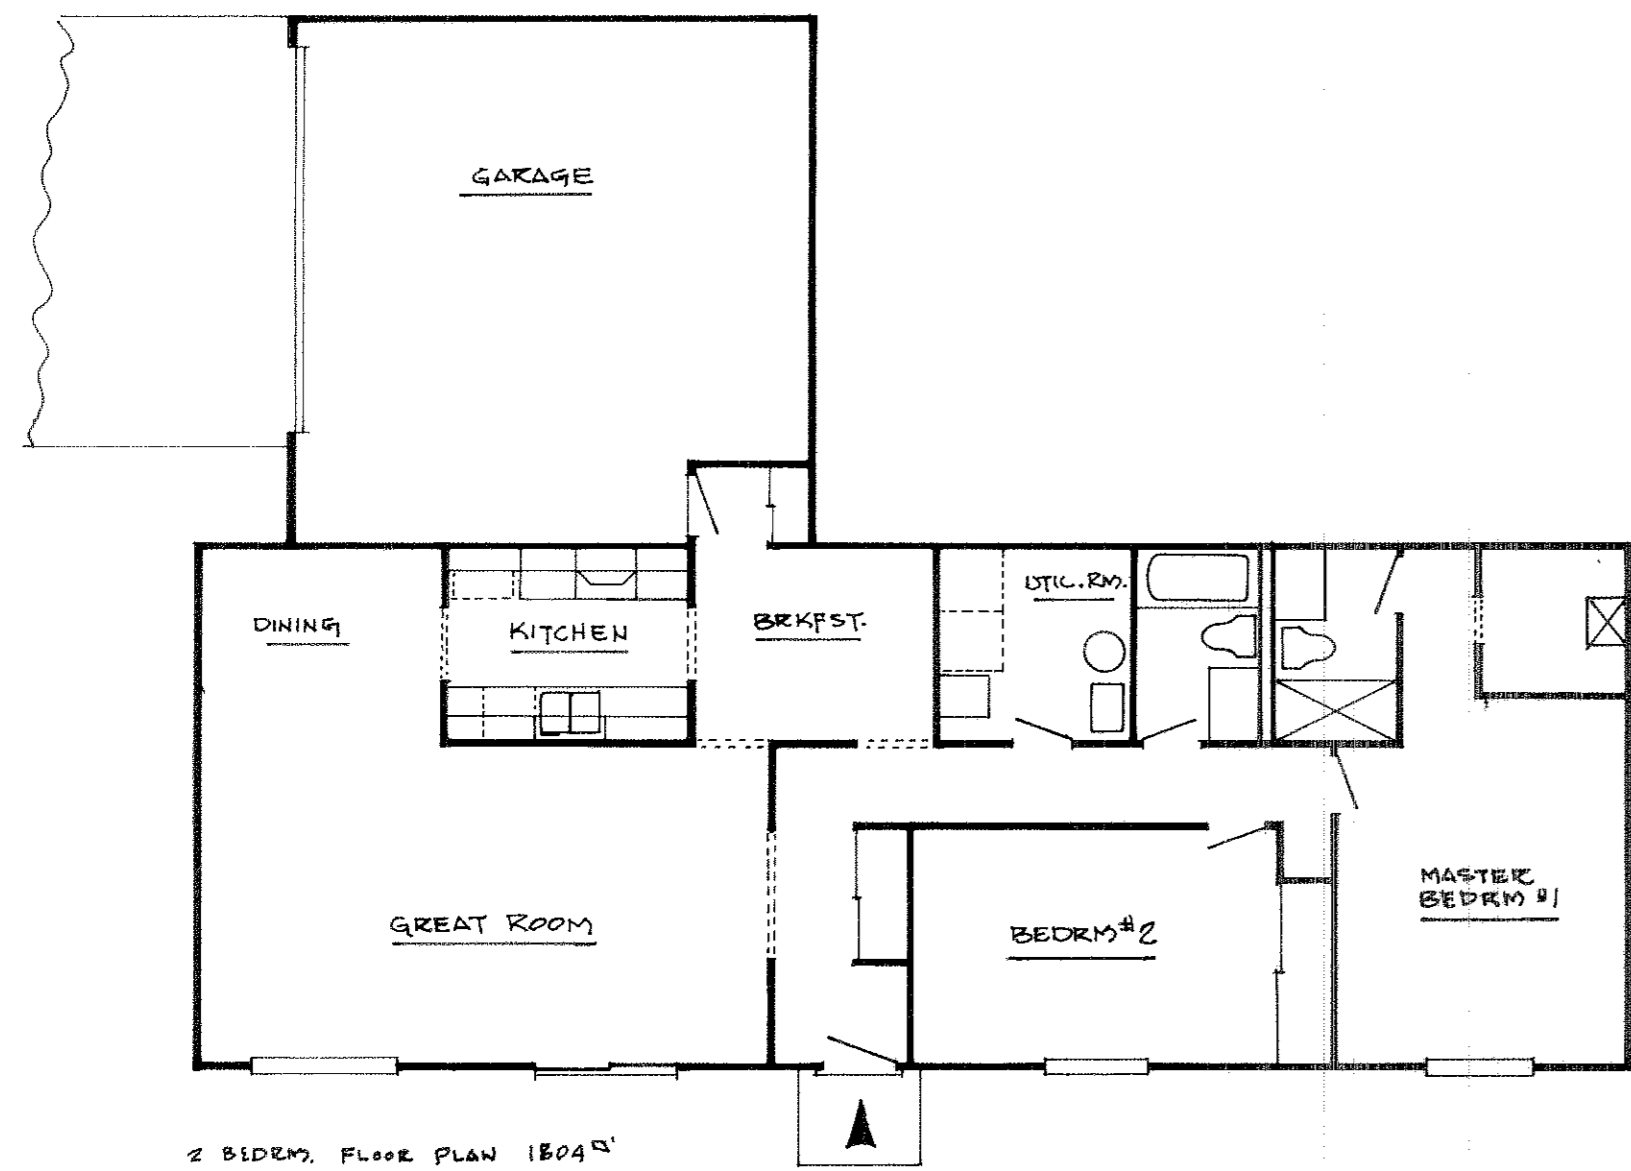 GARAGE
DINING
KITCHEN
BRKFST.
UTIL. RM.
GREAT ROOM
BEDRM #2
MASTER
BEDRM #1
2 BEDRM. FLOOR PLAN 1804 □'